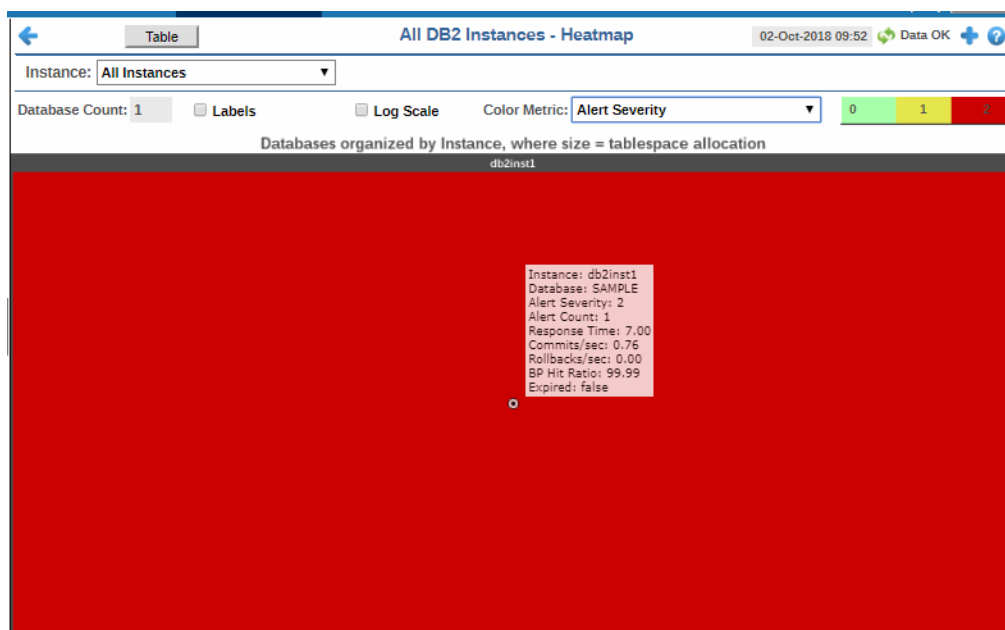 Table All DB2 Instances - Heatmap 02-Oct-2018 09:52 Data OK
Instance: All Instances
Database Count: 1 Labels Log Scale Color Metric: Alert Severity 0 1 2
Databases organized by Instance, where size = tablespace allocation
db2inst1
Instance: db2inst1
Database: SAMPLE
Alert Severity: 2
Alert Count: 1
Response Time: 7.00
Commits/sec: 0.76
Rollbacks/sec: 0.00
BP Hit Ratio: 99.99
Expired: false